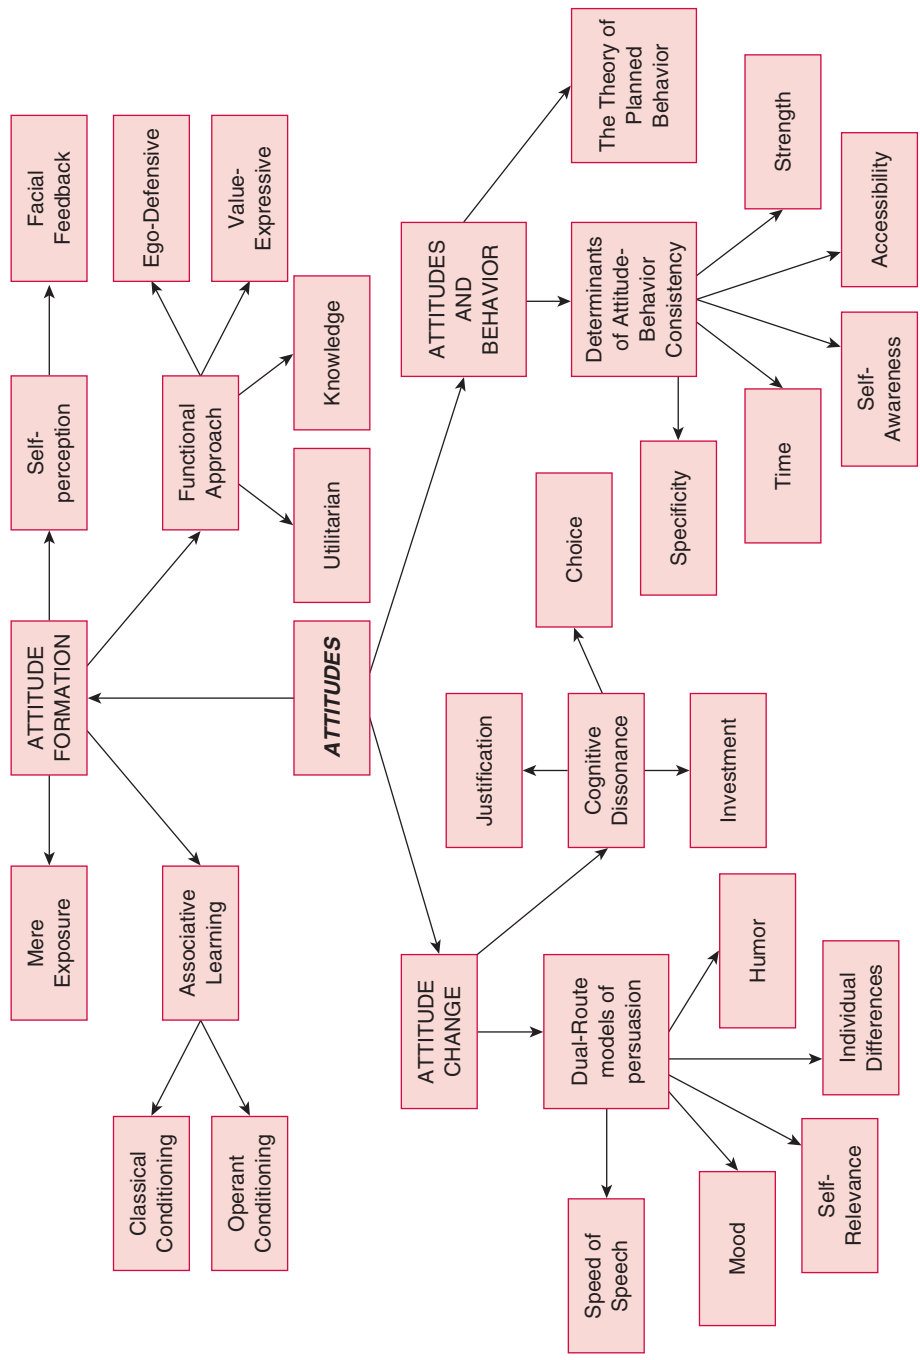 Mere
Exposure
ATTITUDE
FORMATION
Self-
perception
Facial
Feedback
Classical
Conditioning
Ego-Defensive
Associative
Learning
Functional
Approach
Operant
Conditioning
Value-
Expressive
ATTITUDES
Utilitarian
Knowledge
ATTITUDE
CHANGE
ATTITUDES
AND
BEHAVIOR
Justification
Choice
Speed of
Speech
Dual-Route
models of
persuasion
Cognitive
Dissonance
Determinants
of Attitude-
Behavior
Consistency
The Theory of
Planned
Behavior
Specificity
Investment
Mood
Humor
Time
Strength
Self-
Relevance
Individual
Differences
Self-
Awareness
Accessibility